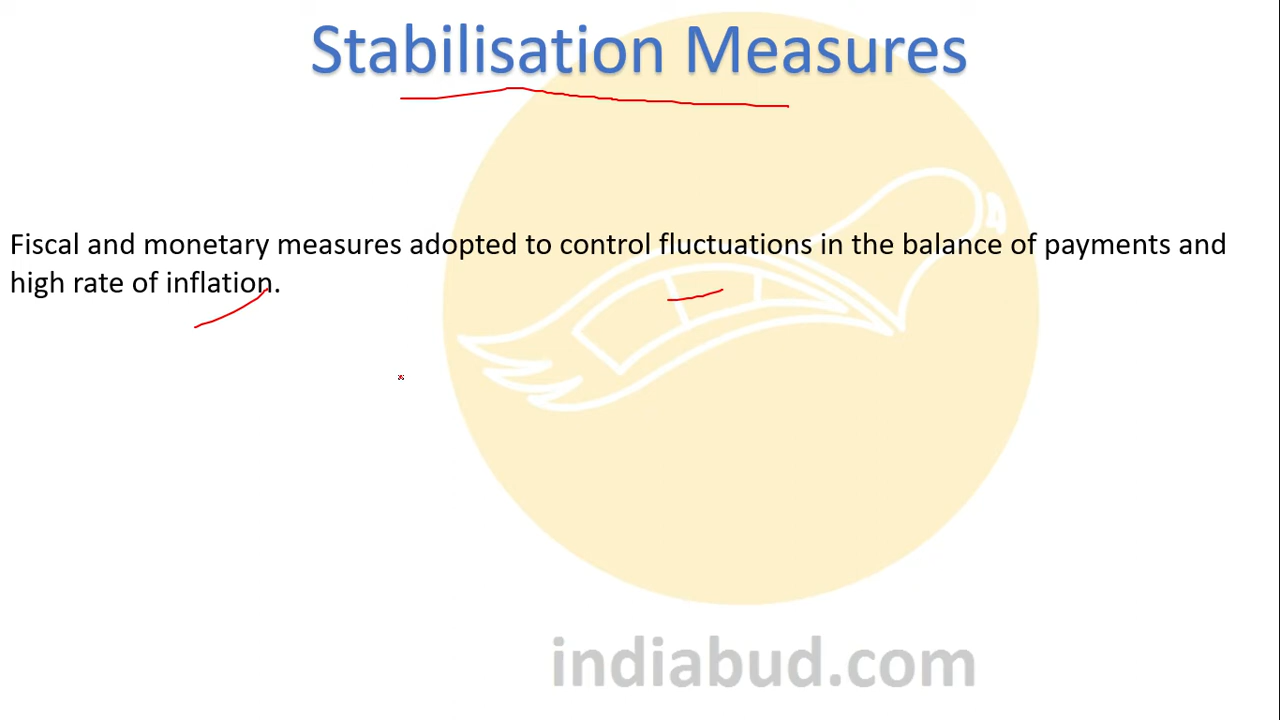 Stabilisation Measures
Fiscal and monetary measures adopted to control fluctuations in the balance of payments and
high rate of inflation.
indiabud.com